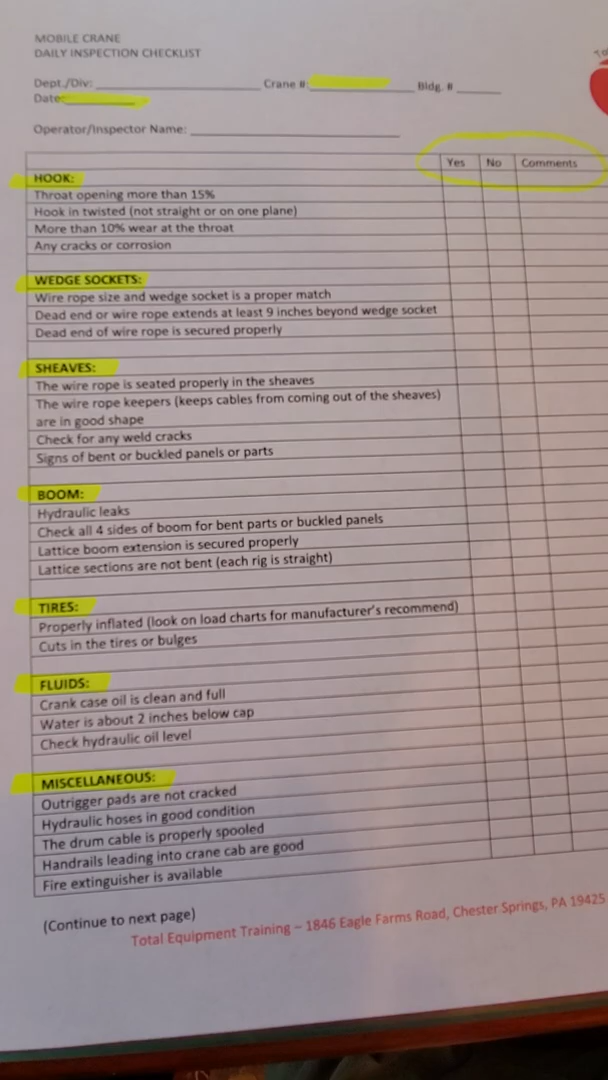 MOBILE CRANE
DAILY INSPECTION CHECKLIST
Dept./Div: Crane #: Bldg. #
Date:
Operator/Inspector Name:
Yes No Comments
HOOK:
Throat opening more than 15%
Hook in twisted (not straight or on one plane)
More than 10% wear at the throat
Any cracks or corrosion
WEDGE SOCKETS:
Wire rope size and wedge socket is a proper match
Dead end or wire rope extends at least 9 inches beyond wedge socket
Dead end of wire rope is secured properly
SHEAVES:
The wire rope is seated properly in the sheaves
The wire rope keepers (keeps cables from coming out of the sheaves)
are in good shape
Check for any weld cracks
Signs of bent or buckled panels or parts
BOOM:
Hydraulic leaks
Check all 4 sides of boom for bent parts or buckled panels
Lattice boom extension is secured properly
Lattice sections are not bent (each rig is straight)
TIRES:
Properly inflated (look on load charts for manufacturer's recommend)
Cuts in the tires or bulges
FLUIDS:
Crank case oil is clean and full
Water is about 2 inches below cap
Check hydraulic oil level
MISCELLANEOUS:
Outrigger pads are not cracked
Hydraulic hoses in good condition
The drum cable is properly spooled
Handrails leading into crane cab are good
Fire extinguisher is available
(Continue to next page)
Total Equipment Training – 1846 Eagle Farms Road, Chester Springs, PA 19425